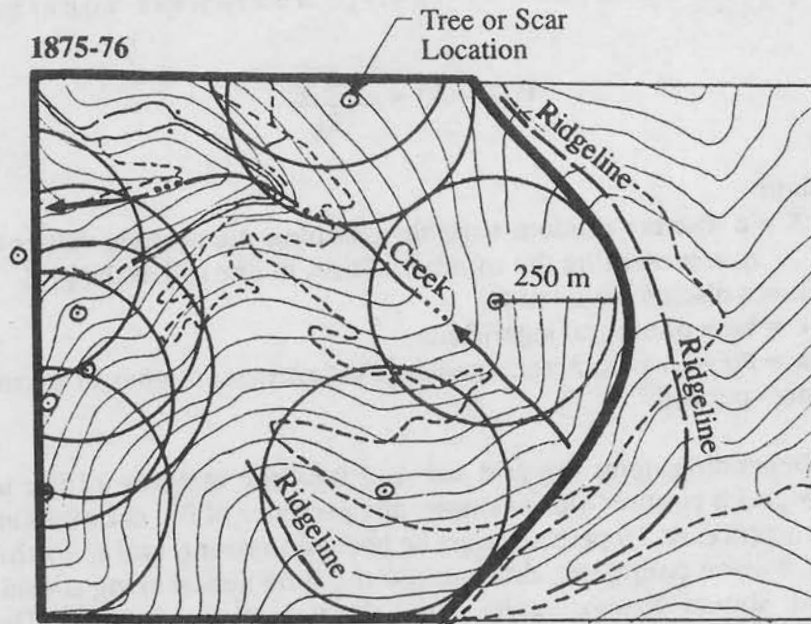 Tree or Scar
Location
1875-76
Ridgeline
Creek
250 m
Ridgeline
Ridgeline